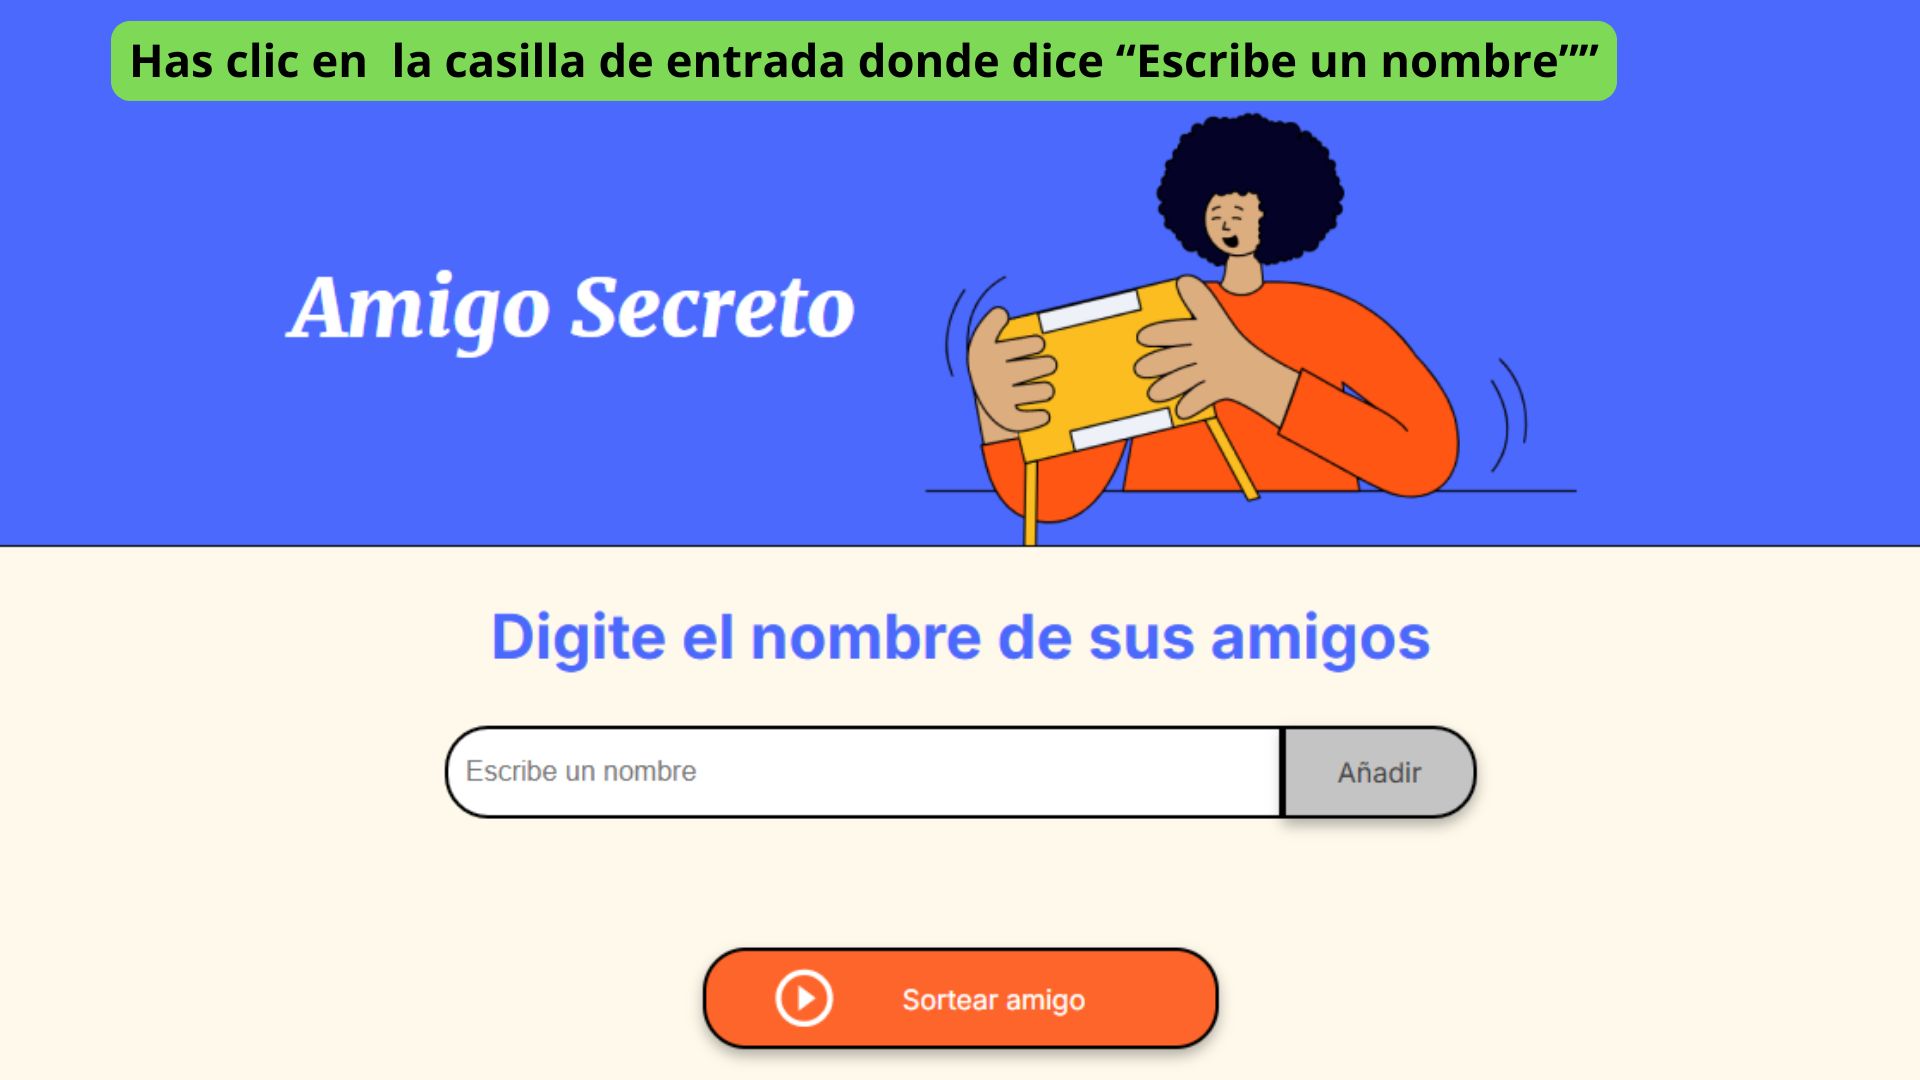 Has clic en  la casilla de entrada donde dice “Escribe un nombre””
Amigo Secreto
Digite el nombre de sus amigos
Escribe un nombre
Añadir
Sortear amigo